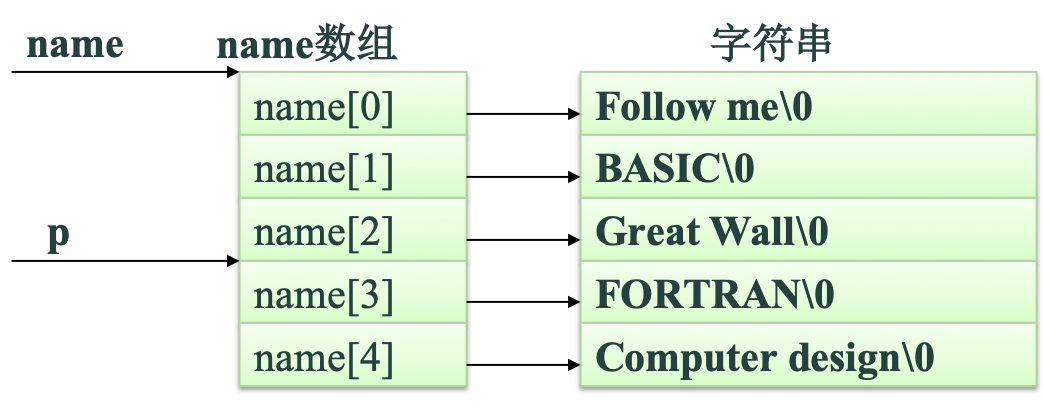 name name数组 字符串
name[0] Follow me\0
name[1] BASIC\0
p name[2] Great Wall\0
name[3] FORTRAN\0
name[4] Computer design\0